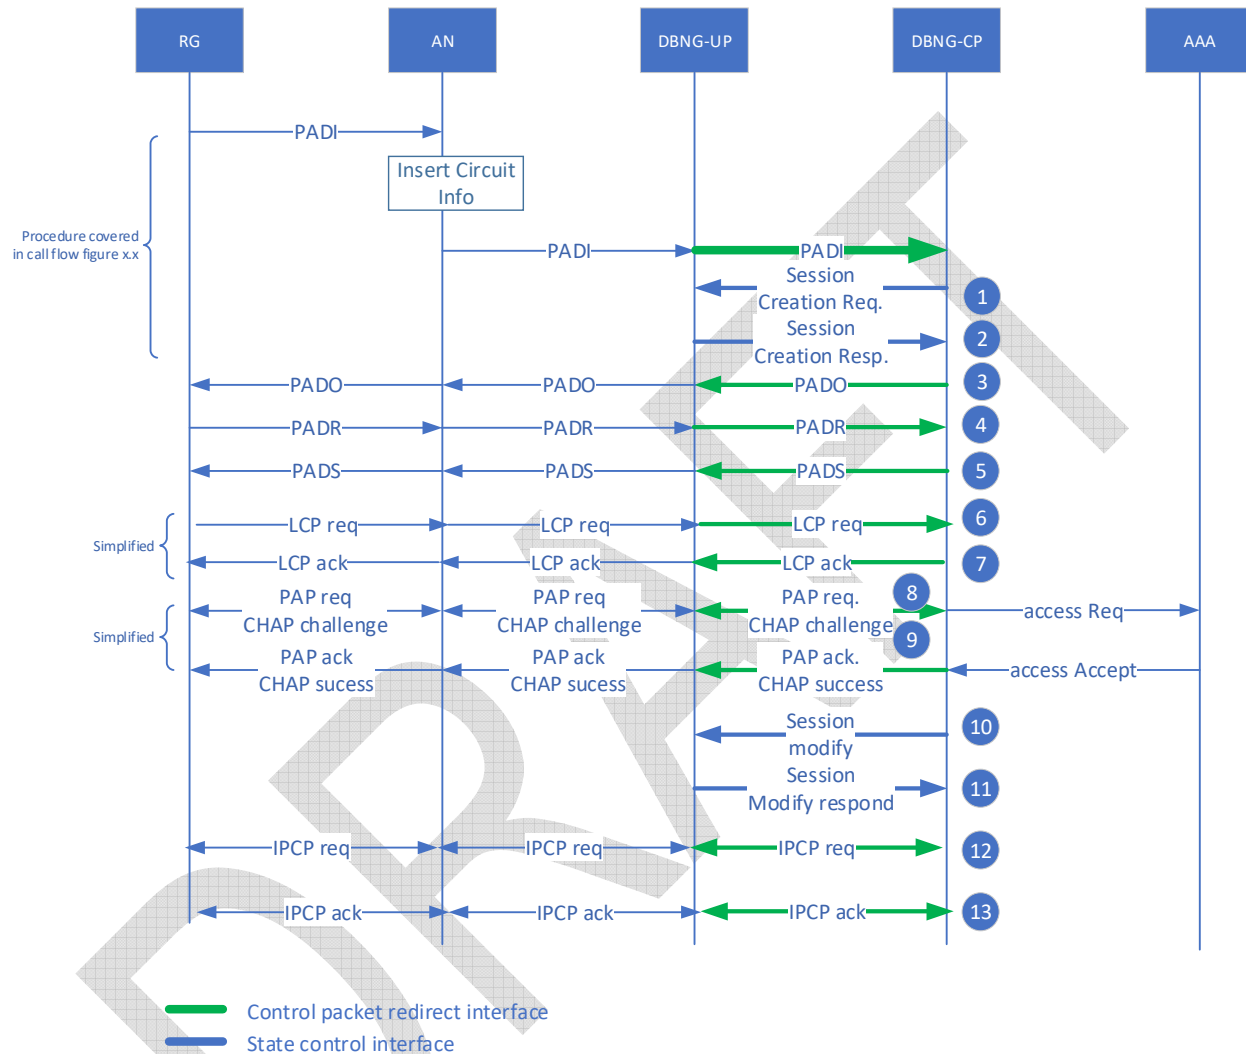 RG
AN
DBNG-UP
DBNG-CP
AAA
PADI
Insert Circuit
Info
Procedure covered
in call flow figure x.x
PADI
PADI
Session
Creation Req.
1
Session
Creation Resp.
2
PADO
PADO
PADO
3
PADR
PADR
PADR
4
PADS
PADS
PADS
5
LCP req
LCP req
LCP req
6
Simplified
LCP ack
LCP ack
LCP ack
7
8
PAP req
CHAP challenge
PAP req
CHAP challenge
PAP req.
CHAP challenge
access Req
Simplified
9
PAP ack
CHAP sucess
PAP ack
CHAP sucess
PAP ack.
CHAP success
access Accept
Session
modify
10
Session
Modify respond
11
IPCP req
IPCP req
IPCP req
12
IPCP ack
IPCP ack
IPCP ack
13
Control packet redirect interface
State control interface
DRAFT